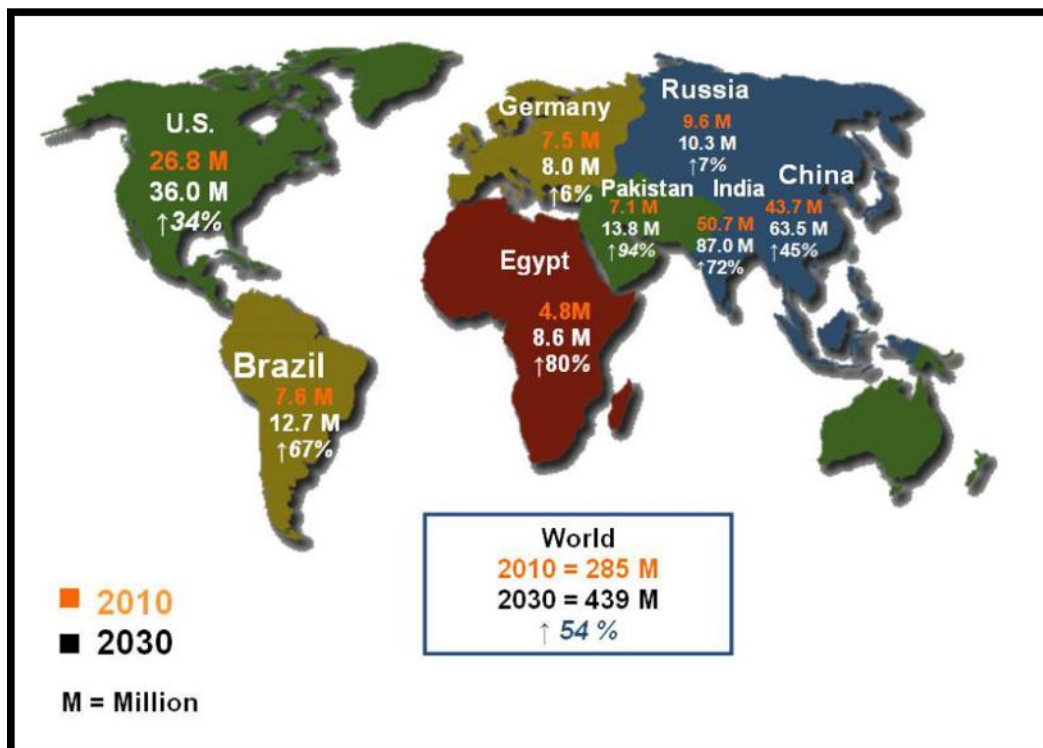 U.S.
26.8 M
36.0 M
↑34%
Germany
7.5 M
8.0 M
↑6%
Russia
9.6 M
10.3 M
↑7%
Pakistan
7.1 M
13.8 M
↑94%
India
50.7 M
87.0 M
↑72%
China
43.7 M
63.5 M
↑45%
Egypt
4.8M
8.6 M
↑80%
Brazil
7.6 M
12.7 M
↑67%
World
2010 = 285 M
2030 = 439 M
↑ 54 %
2010
2030
M = Million